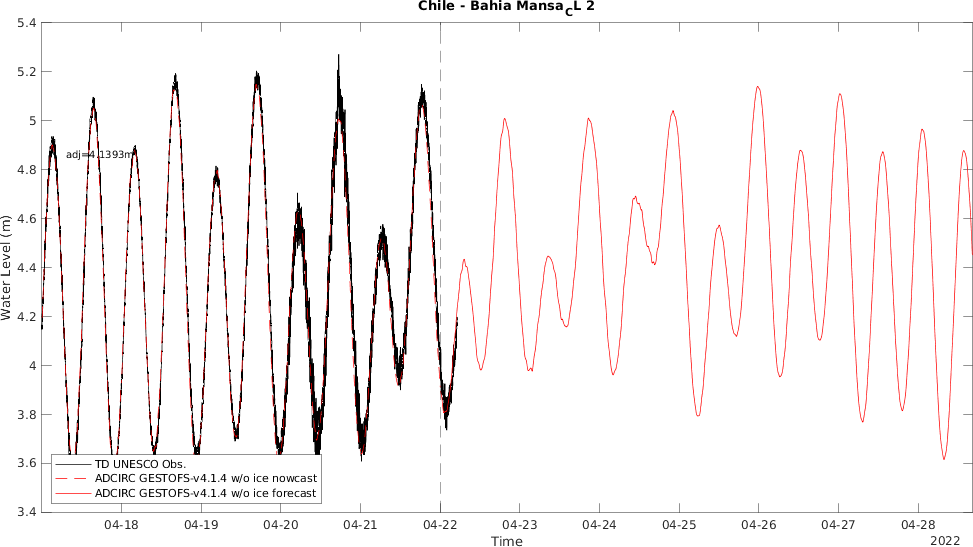 Chile - Bahia Mansa_CL 2
5.4
5.2
5
4.8
4.6
4.4
4.2
4
3.8
3.6
3.4
Water Level (m)
adj=4.1393m
TD UNESCO Obs.
ADCIRC GESTOFS-v4.1.4 w/o ice nowcast
ADCIRC GESTOFS-v4.1.4 w/o ice forecast
04-18 04-19 04-20 04-21 04-22 04-23 04-24 04-25 04-26 04-27 04-28
Time
2022